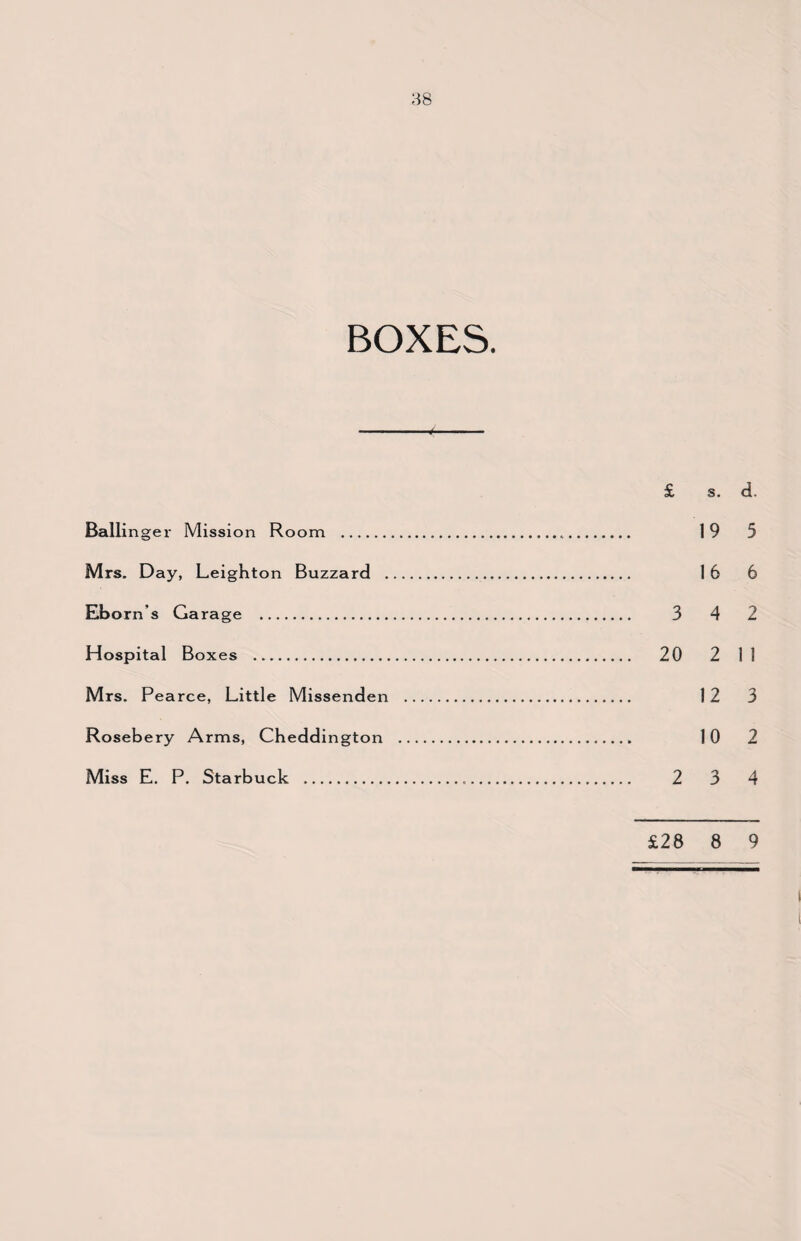 38
BOXES.
£ s. d.
Ballinger Mission Room .......... 19 5
Mrs. Day, Leighton Buzzard .......... 16 6
Eborn's Garage .......... 3 4 2
Hospital Boxes .......... 20 2 11
Mrs. Pearce, Little Missenden .......... 12 3
Rosebery Arms, Cheddington .......... 10 2
Miss E. P. Starbuck .......... 2 3 4
£28 8 9